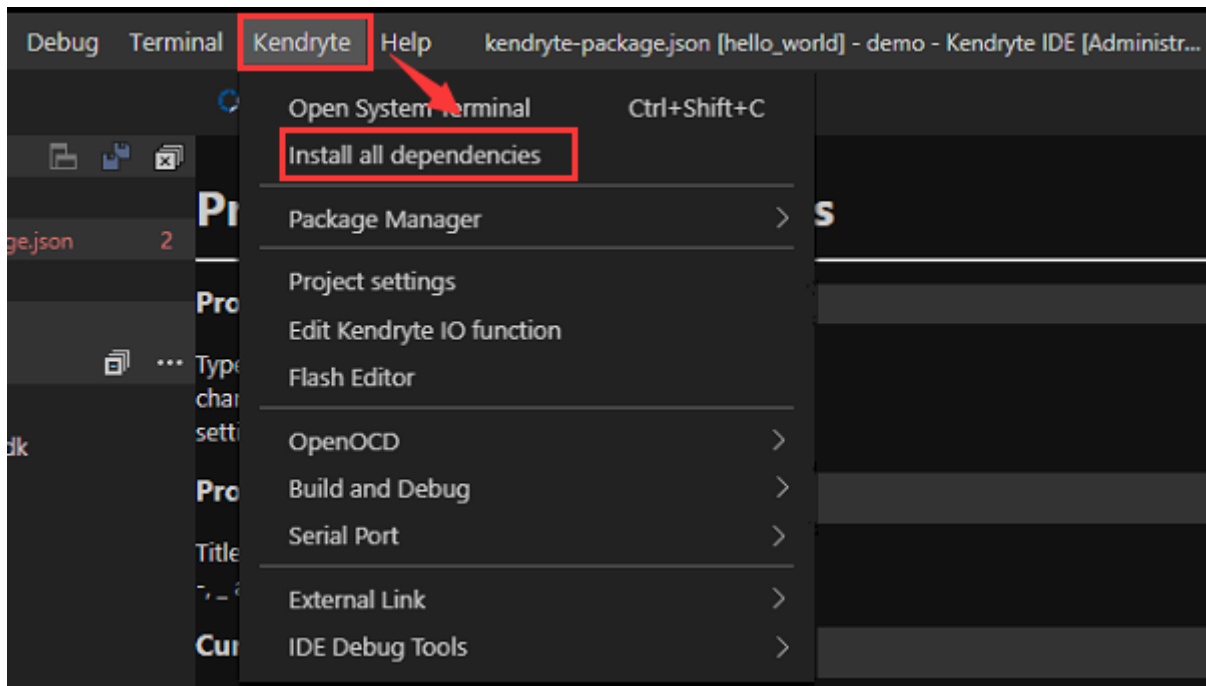 Debug Terminal Kendryte Help kendryte-package.json [hello_world] - demo - Kendryte IDE [Administr...
Open System Terminal Ctrl+Shift+C
Install all dependencies
Package Manager
ge.json 2
Project settings
Pro
Edit Kendryte IO function
Type
Flash Editor
char
setti
OpenOCD
dk
Build and Debug
Pro
Serial Port
Title
-, _ a
External Link
Cur
IDE Debug Tools